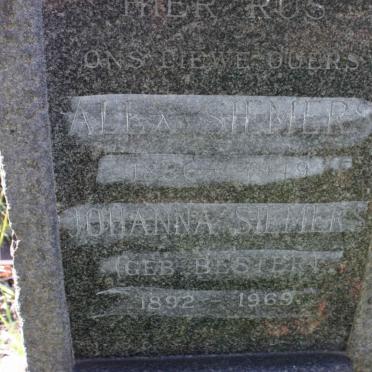 HIER RUS
ONS LIEWE OUERS
ALEX SIEMERS
JOHANNA SIEMERS
(GEB BESTER)
1892 - 1969